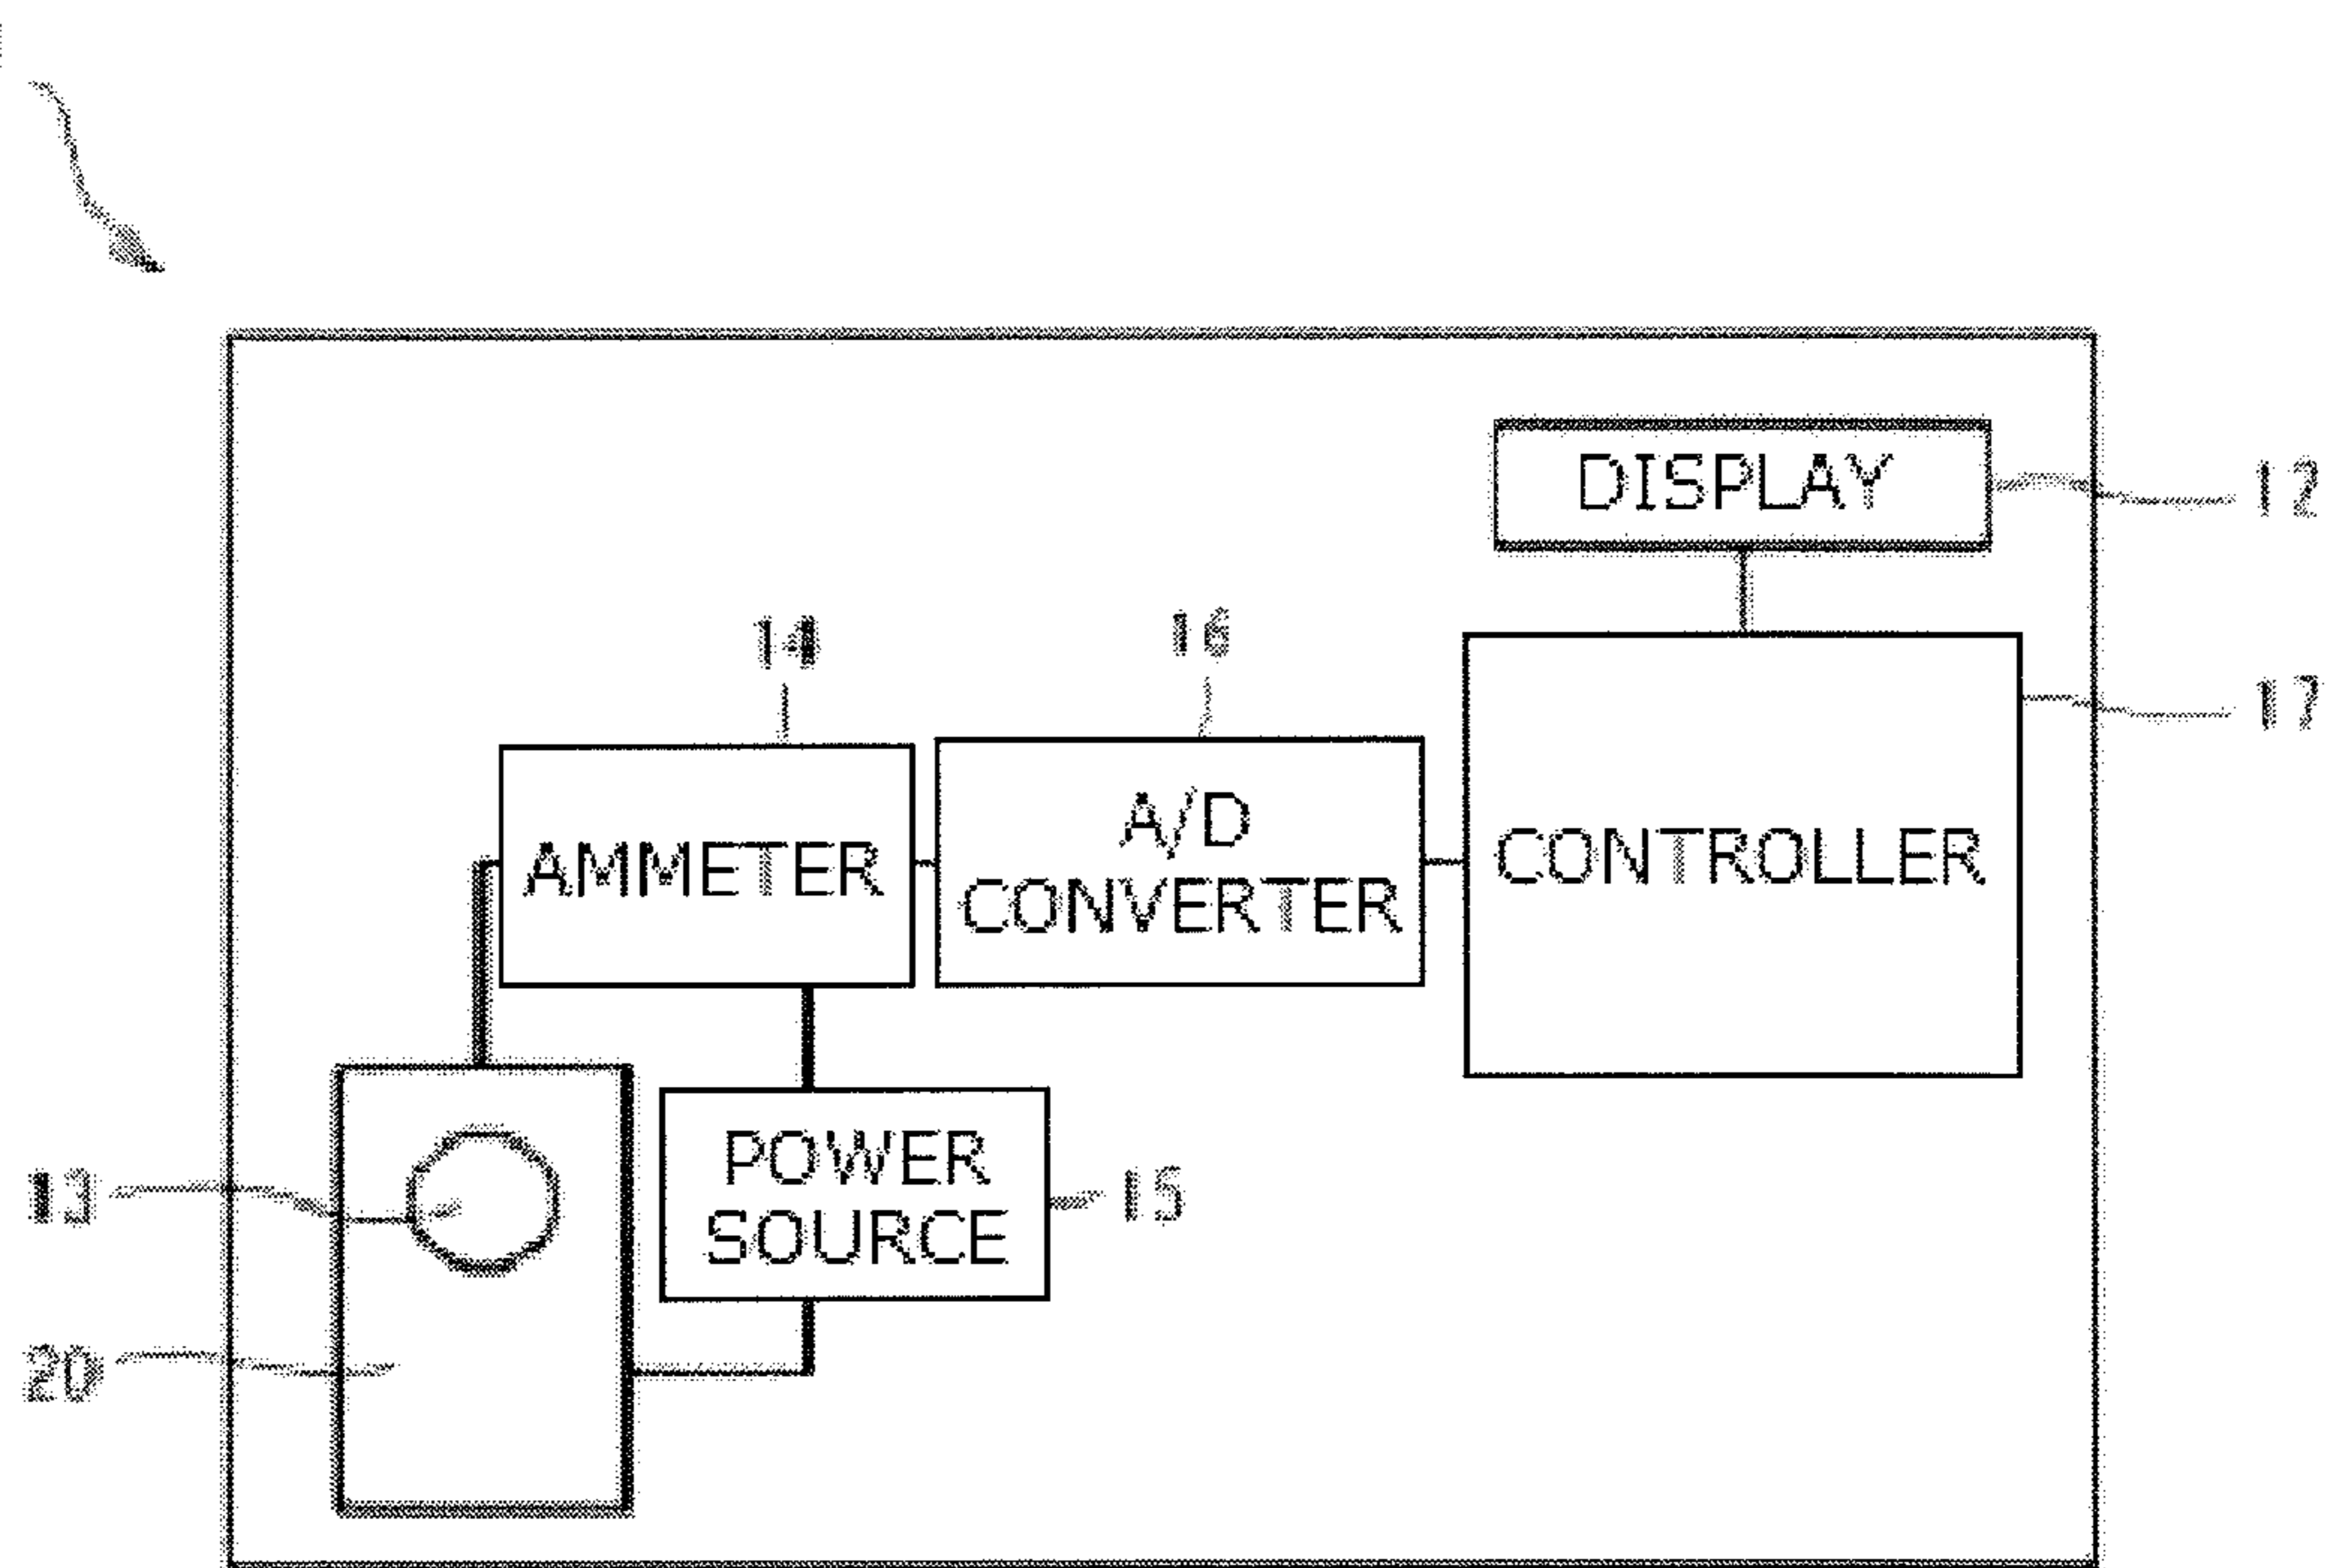 DISPLAY
12
14
16
17
AMMETER
A/D
CONVERTER
CONTROLLER
13
POWER
SOURCE
15
20